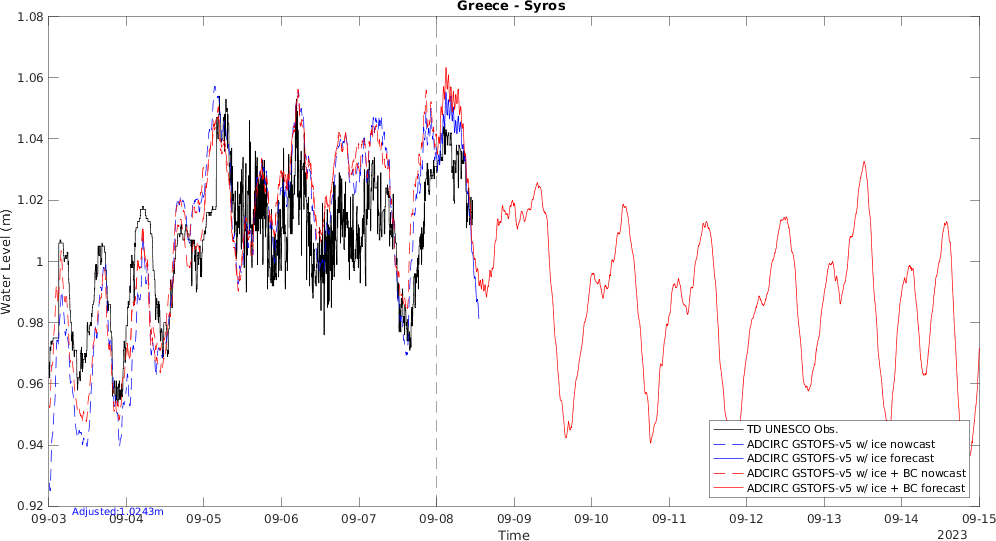 Greece - Syros
1.08
1.06
1.04
1.02
1
0.98
0.96
0.94
0.92
Water Level (m)
TD UNESCO Obs.
ADCIRC GSTOFS-v5 w/ ice nowcast
ADCIRC GSTOFS-v5 w/ ice forecast
ADCIRC GSTOFS-v5 w/ ice + BC nowcast
ADCIRC GSTOFS-v5 w/ ice + BC forecast
Adjusted:1.0243m
09-03 09-04 09-05 09-06 09-07 09-08 09-09 09-10 09-11 09-12 09-13 09-14 09-15
Time
2023